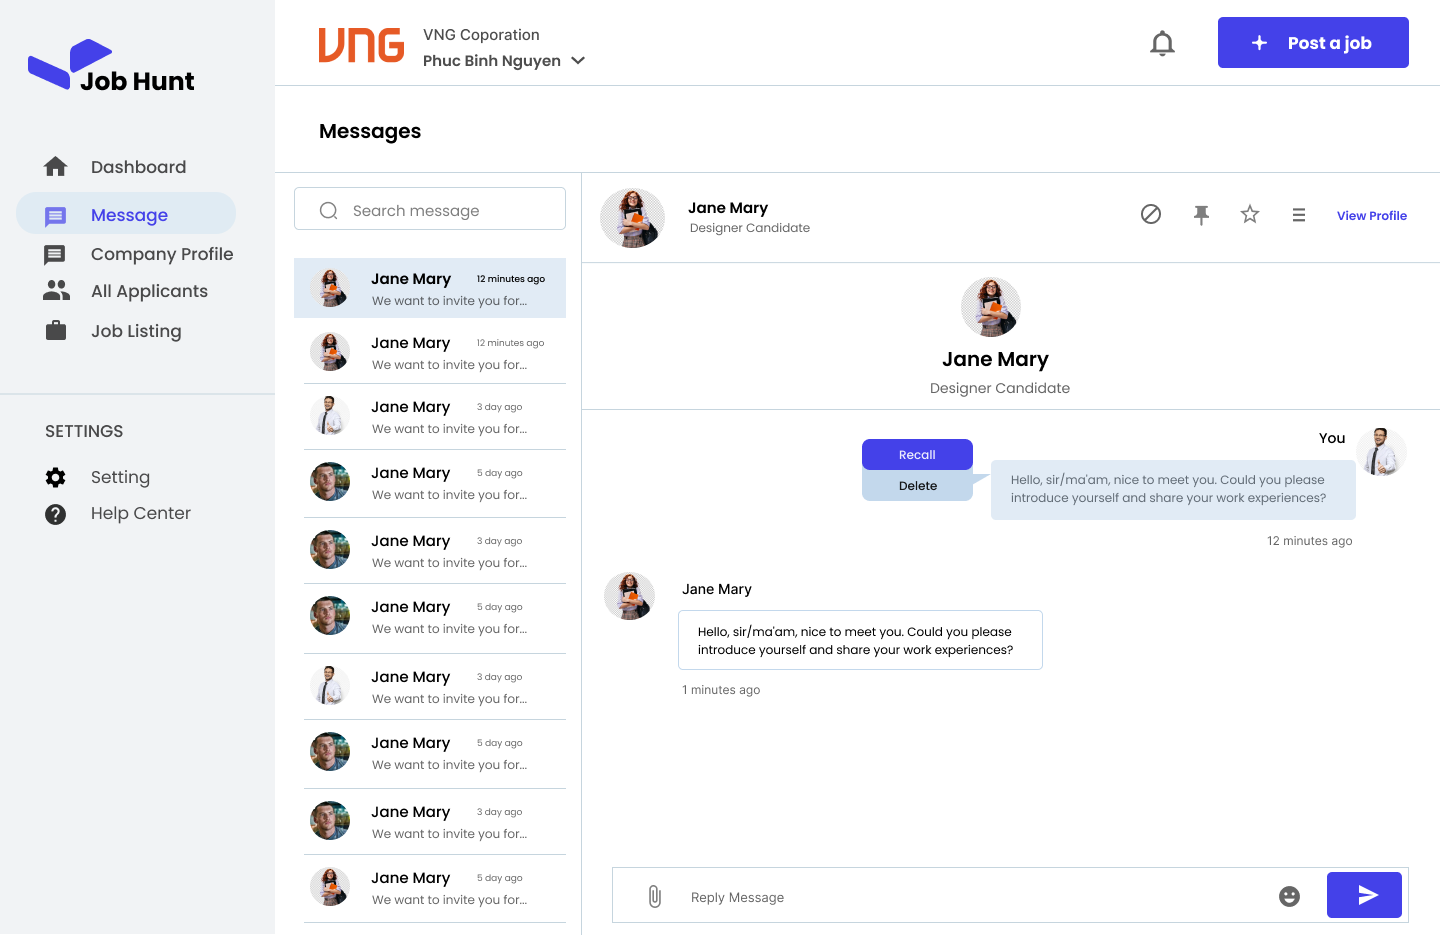 Job Hunt
Dashboard
Message
Company Profile
All Applicants
Job Listing
SETTINGS
Setting
Help Center
VNG
VNG Coporation
Phuc Binh Nguyen
Post a job
Messages
Search message
Jane Mary 12 minutes ago
We want to invite you for...
Jane Mary 12 minutes ago
We want to invite you for...
Jane Mary 3 day ago
We want to invite you for...
Jane Mary 5 day ago
We want to invite you for...
Jane Mary 3 day ago
We want to invite you for...
Jane Mary 5 day ago
We want to invite you for...
Jane Mary 3 day ago
We want to invite you for...
Jane Mary 5 day ago
We want to invite you for...
Jane Mary 3 day ago
We want to invite you for...
Jane Mary 5 day ago
We want to invite you for...
Jane Mary
Designer Candidate
View Profile
Jane Mary
Designer Candidate
You
Recall
Delete
Hello, sir/ma'am, nice to meet you. Could you please
introduce yourself and share your work experiences?
12 minutes ago
Jane Mary
Hello, sir/ma'am, nice to meet you. Could you please
introduce yourself and share your work experiences?
1 minutes ago
Reply Message